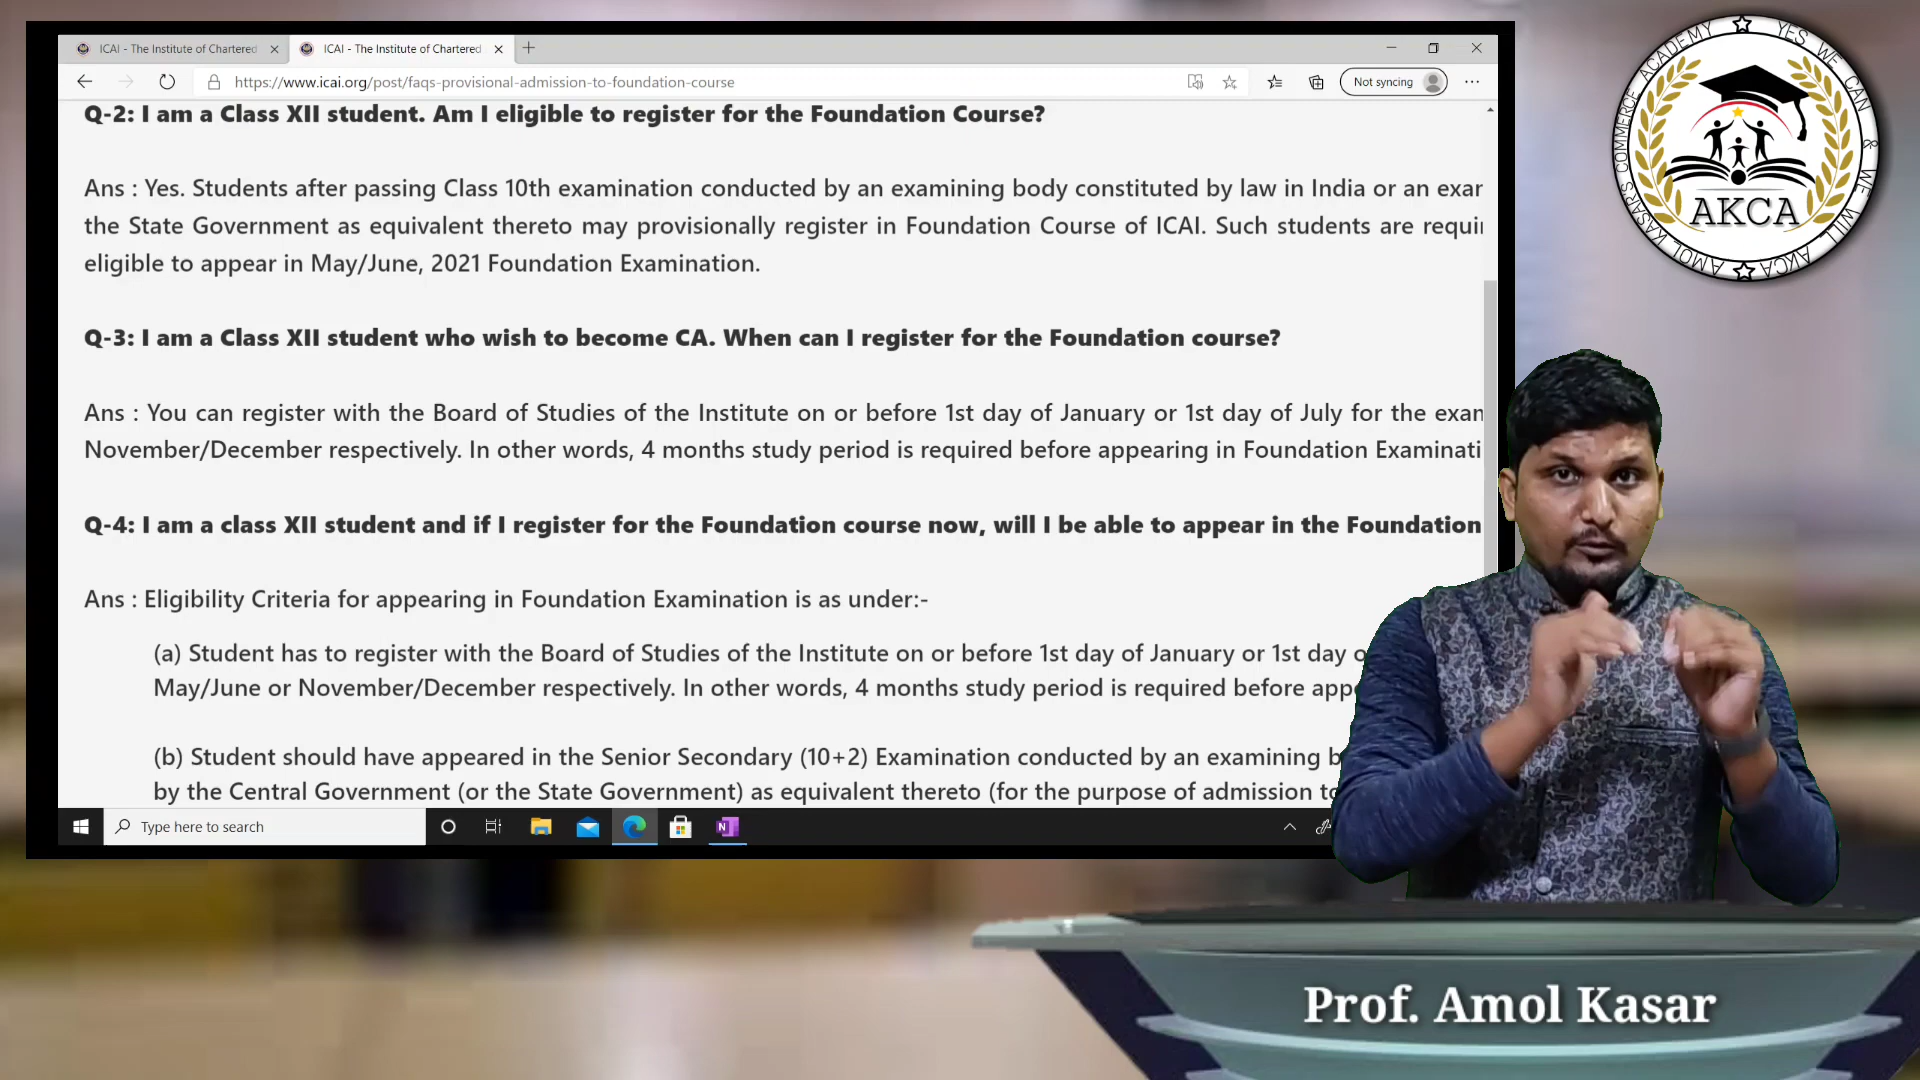 ICAI - The Institute of Chartered
ICAI - The Institute of Chartered
https://www.icai.org/post/faqs-provisional-admission-to-foundation-course
Not syncing
Q-2: I am a Class XII student. Am I eligible to register for the Foundation Course?
Ans : Yes. Students after passing Class 10th examination conducted by an examining body constituted by law in India or an exar
the State Government as equivalent thereto may provisionally register in Foundation Course of ICAI. Such students are requi
eligible to appear in May/June, 2021 Foundation Examination.
Q-3: I am a Class XII student who wish to become CA. When can I register for the Foundation course?
Ans : You can register with the Board of Studies of the Institute on or before 1st day of January or 1st day of July for the exan
November/December respectively. In other words, 4 months study period is required before appearing in Foundation Examinati
Q-4: I am a class XII student and if I register for the Foundation course now, will I be able to appear in the Foundation
Ans : Eligibility Criteria for appearing in Foundation Examination is as under:-
(a) Student has to register with the Board of Studies of the Institute on or before 1st day of January or 1st day o
May/June or November/December respectively. In other words, 4 months study period is required before app
(b) Student should have appeared in the Senior Secondary (10+2) Examination conducted by an examining b
by the Central Government (or the State Government) as equivalent thereto (for the purpose of admission to
Type here to search
AMOL KASAR'S COMMERCE ACADEMY
YES WE CAN & WE WILL
AKCA
AKCA
Prof. Amol Kasar